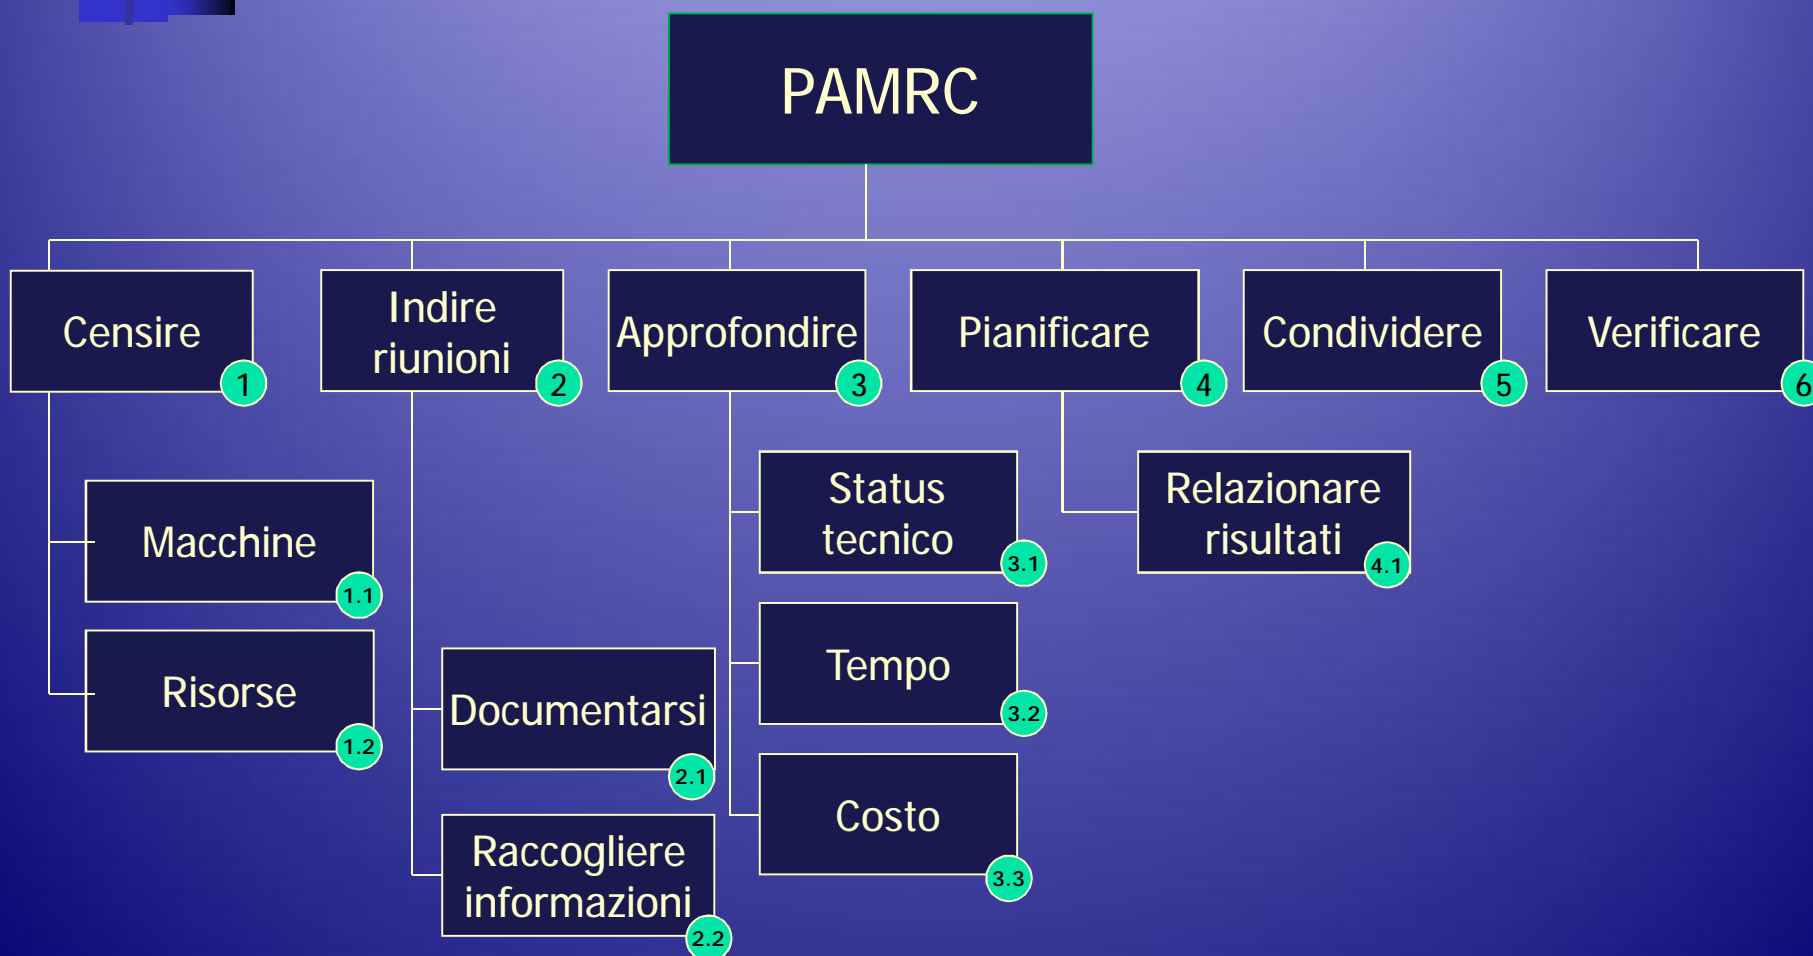 PAMRC
Censire
1
Indire
riunioni
2
Approfondire
3
Pianificare
4
Condividere
5
Verificare
6
Macchine
1.1
Risorse
1.2
Documentarsi
2.1
Raccogliere
informazioni
2.2
Status
tecnico
3.1
Tempo
3.2
Costo
3.3
Relazionare
risultati
4.1